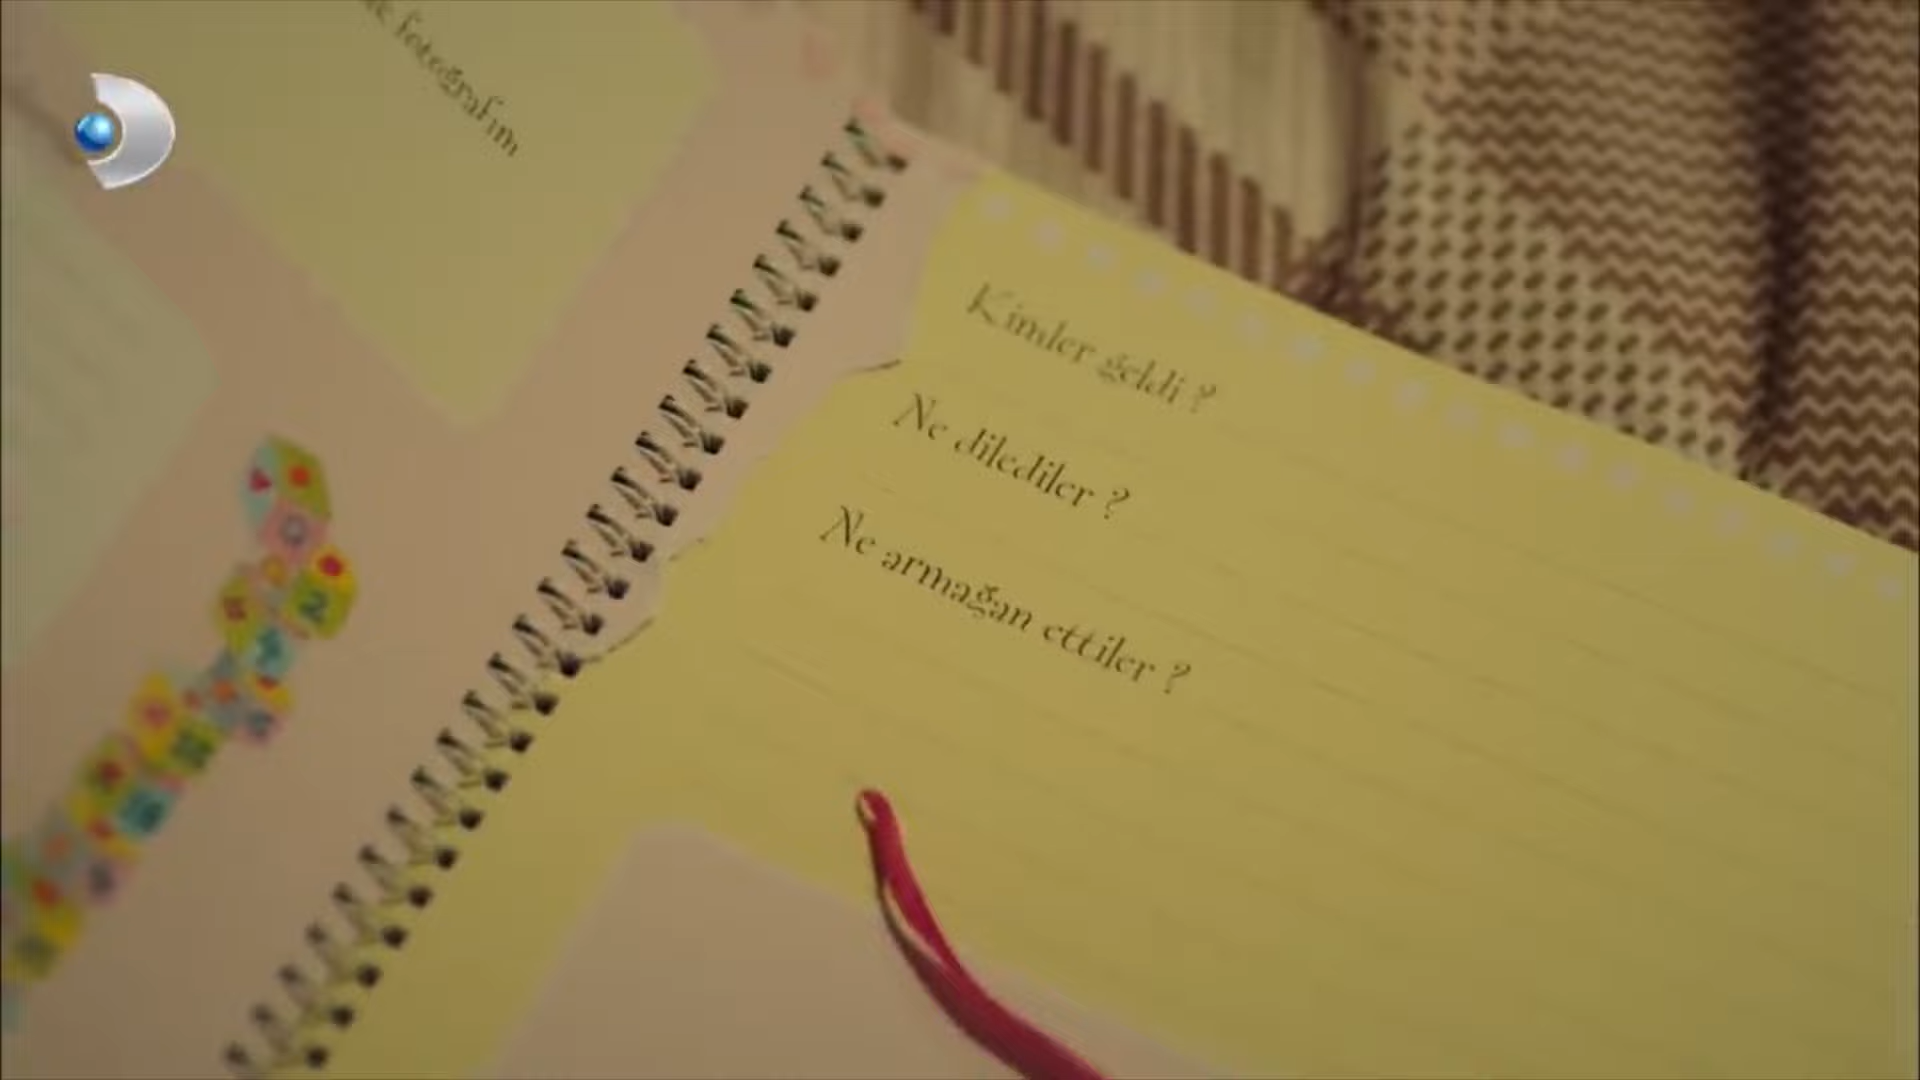 fotoğrafım
Kimler geldi ?
Ne dilediler ?
Ne armağan ettiler ?